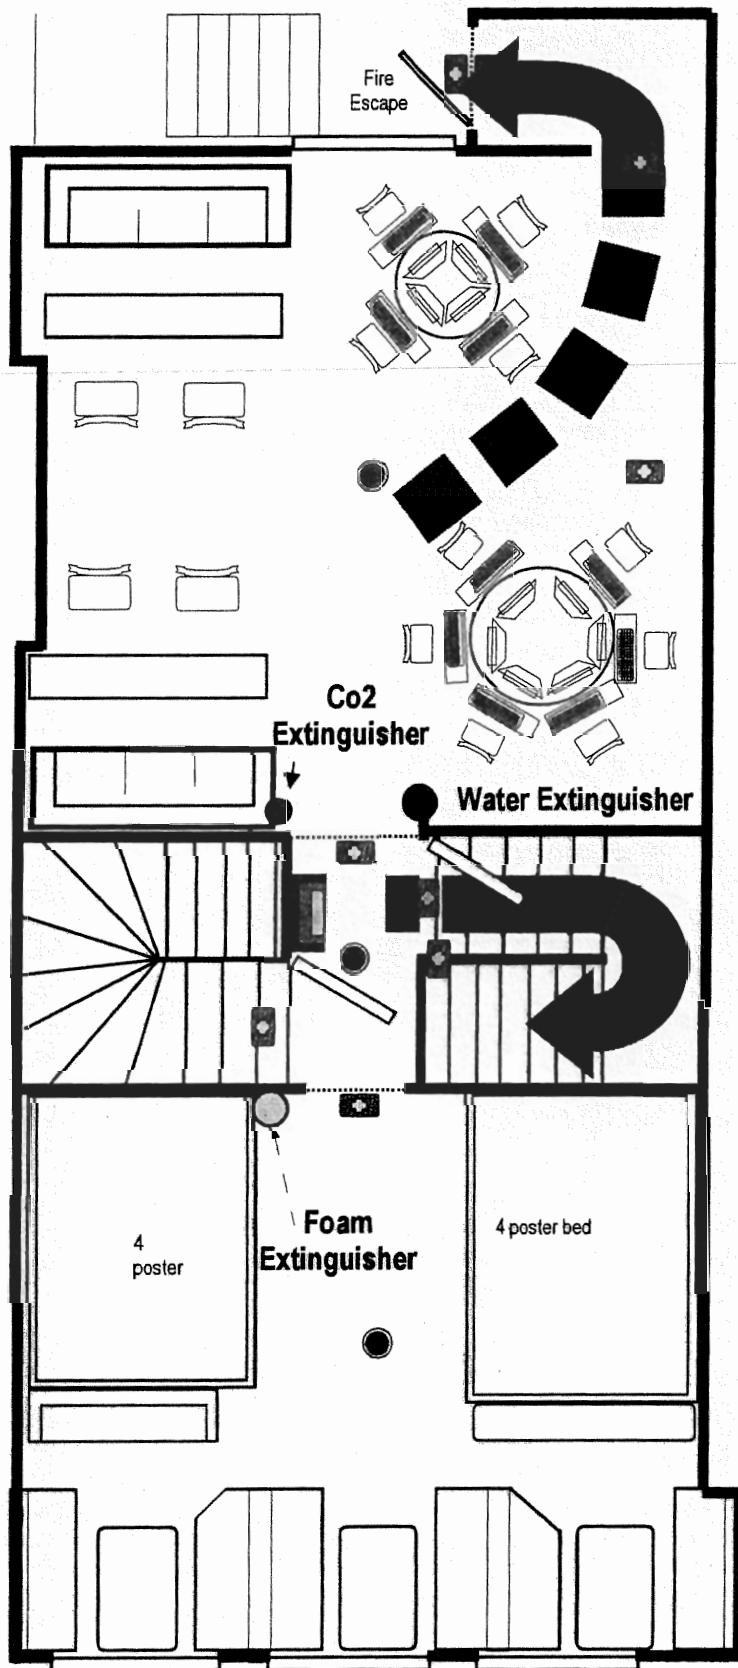 Fire
Escape
Co2
Extinguisher
Water Extinguisher
Foam
Extinguisher
4
poster
4 poster bed